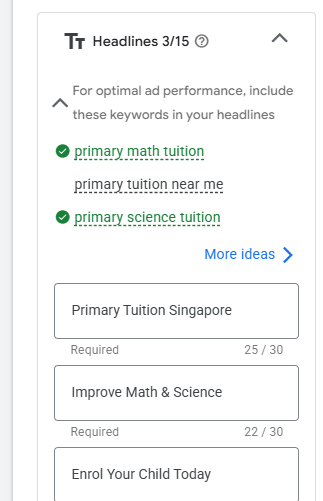 Headlines 3/15
For optimal ad performance, include
these keywords in your headlines
primary math tuition
primary tuition near me
primary science tuition
More ideas
Primary Tuition Singapore
Required 25 / 30
Improve Math & Science
Required 22 / 30
Enrol Your Child Today